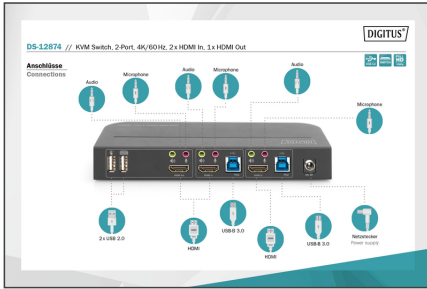 DIGITUS®
DS-12874 // KVM Switch, 2-Port, 4K/60Hz, 2x HDMI In, 1x HDMI Out
Anschlüsse
Connections
Audio
Microphone
Audio
Microphone
Audio
Microphone
2x USB 2.0
HDMI
USB-B 3.0
HDMI
USB-B 3.0
Netzstecker
Power supply